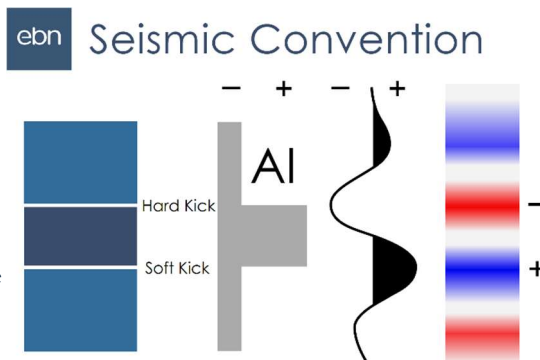 ebn
Seismic Convention
– + – +
AI
Hard Kick
–
Soft Kick
+